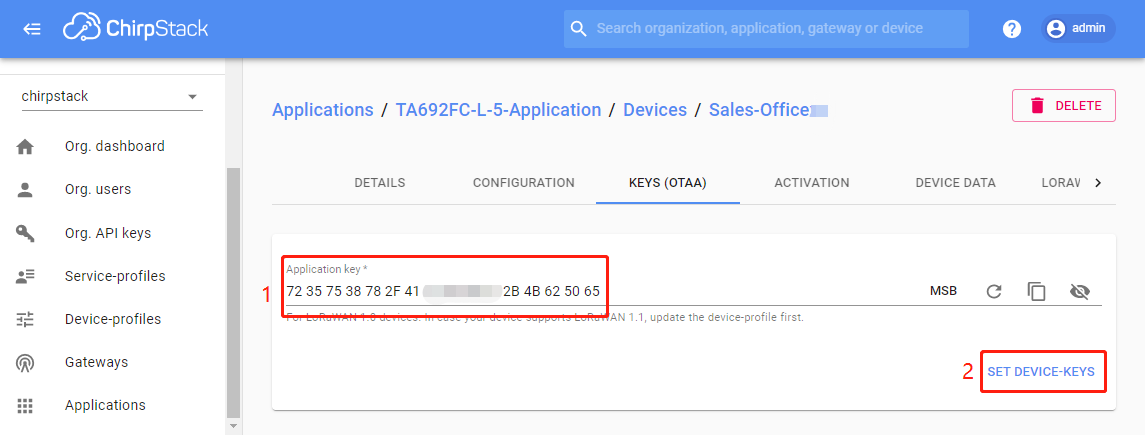 ChirpStack
Search organization, application, gateway or device
admin
chirpstack
Org. dashboard
Org. users
Org. API keys
Service-profiles
Device-profiles
Gateways
Applications
Applications / TA692FC-L-5-Application / Devices / Sales-Office
DELETE
DETAILS CONFIGURATION KEYS (OTAA) ACTIVATION DEVICE DATA LORAW
1
Application key *
72 35 75 38 78 2F 41 2B 4B 62 50 65
MSB
For LoRaWAN 1.0 devices. In case your device supports LoRaWAN 1.1, update the device-profile first.
2
SET DEVICE-KEYS